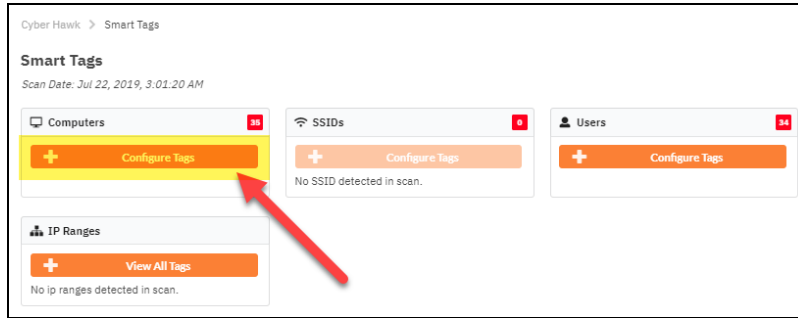 Cyber Hawk > Smart Tags
Smart Tags
Scan Date: Jul 22, 2019, 3:01:20 AM
Computers 35
Configure Tags
SSIDs 0
Configure Tags
No SSID detected in scan.
Users 34
Configure Tags
IP Ranges
View All Tags
No ip ranges detected in scan.